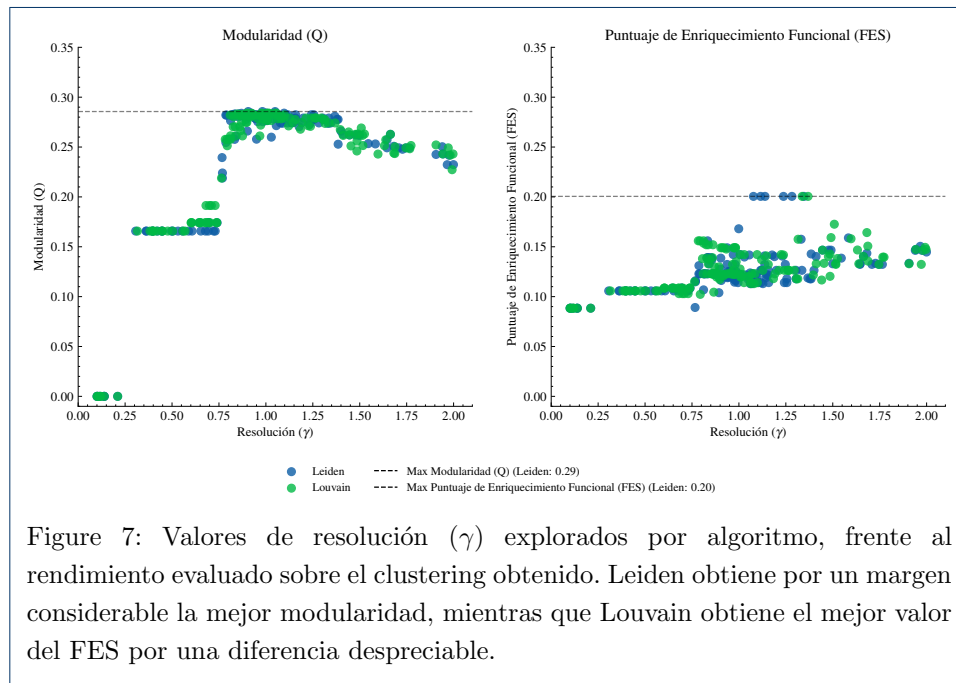 Modularidad (Q)
0.35
0.30
0.25
0.20
0.15
0.10
0.05
0.00
Modularidad (Q)
0.00 0.25 0.50 0.75 1.00 1.25 1.50 1.75 2.00
Resolución (γ)
Puntuaje de Enriquecimiento Funcional (FES)
0.35
0.30
0.25
0.20
0.15
0.10
0.05
0.00
Puntuaje de Enriquecimiento Funcional (FES)
0.00 0.25 0.50 0.75 1.00 1.25 1.50 1.75 2.00
Resolución (γ)
Leiden
Louvain
Max Modularidad (Q) (Leiden: 0.29)
Max Puntuaje de Enriquecimiento Funcional (FES) (Leiden: 0.20)
Figure 7: Valores de resolución (γ) explorados por algoritmo, frente al
rendimiento evaluado sobre el clustering obtenido. Leiden obtiene por un margen
considerable la mejor modularidad, mientras que Louvain obtiene el mejor valor
del FES por una diferencia despreciable.